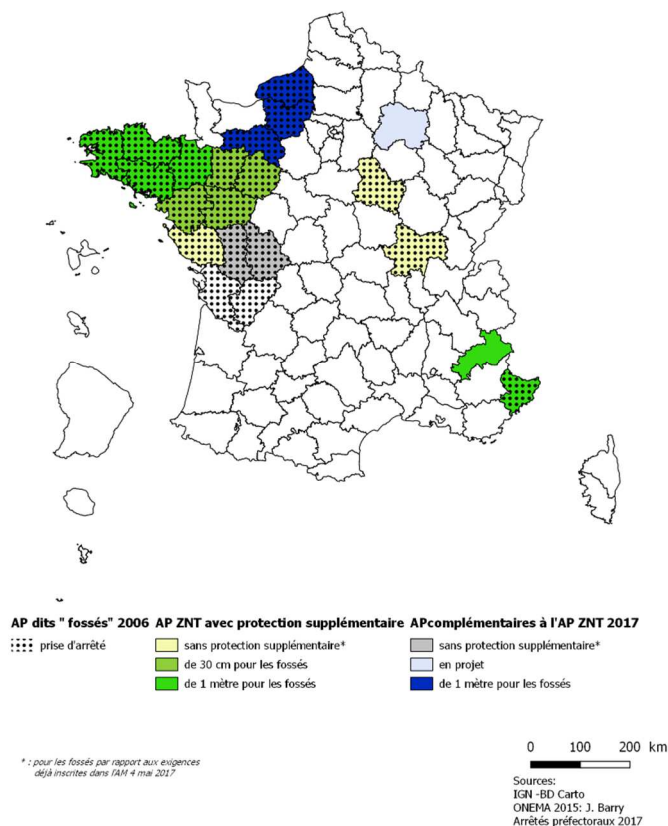 AP dits " fossés" 2006
prise d'arrêté
AP ZNT avec protection supplémentaire
sans protection supplémentaire*
de 30 cm pour les fossés
de 1 mètre pour les fossés
APcomplémentaires à l'AP ZNT 2017
sans protection supplémentaire*
en projet
de 1 mètre pour les fossés
* : pour les fossés par rapport aux exigences
déjà inscrites dans l'AM 4 mai 2017
0 100 200 km
Sources:
IGN -BD Carto
ONEMA 2015: J. Barry
Arrêtés préfectoraux 2017